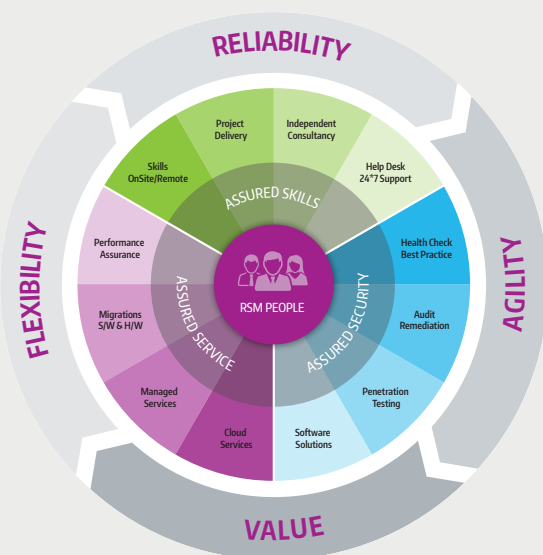 RELIABILITY
Project
Delivery
Independent
Consultancy
Skills
OnSite/Remote
Help Desk
24*7 Support
ASSURED SKILLS
Performance
Assurance
Health Check
Best Practice
FLEXIBILITY
AGILITY
RSM PEOPLE
ASSURED SERVICE
ASSURED SECURITY
Migrations
S/W & H/W
Audit
Remediation
Managed
Services
Penetration
Testing
Cloud
Services
Software
Solutions
VALUE